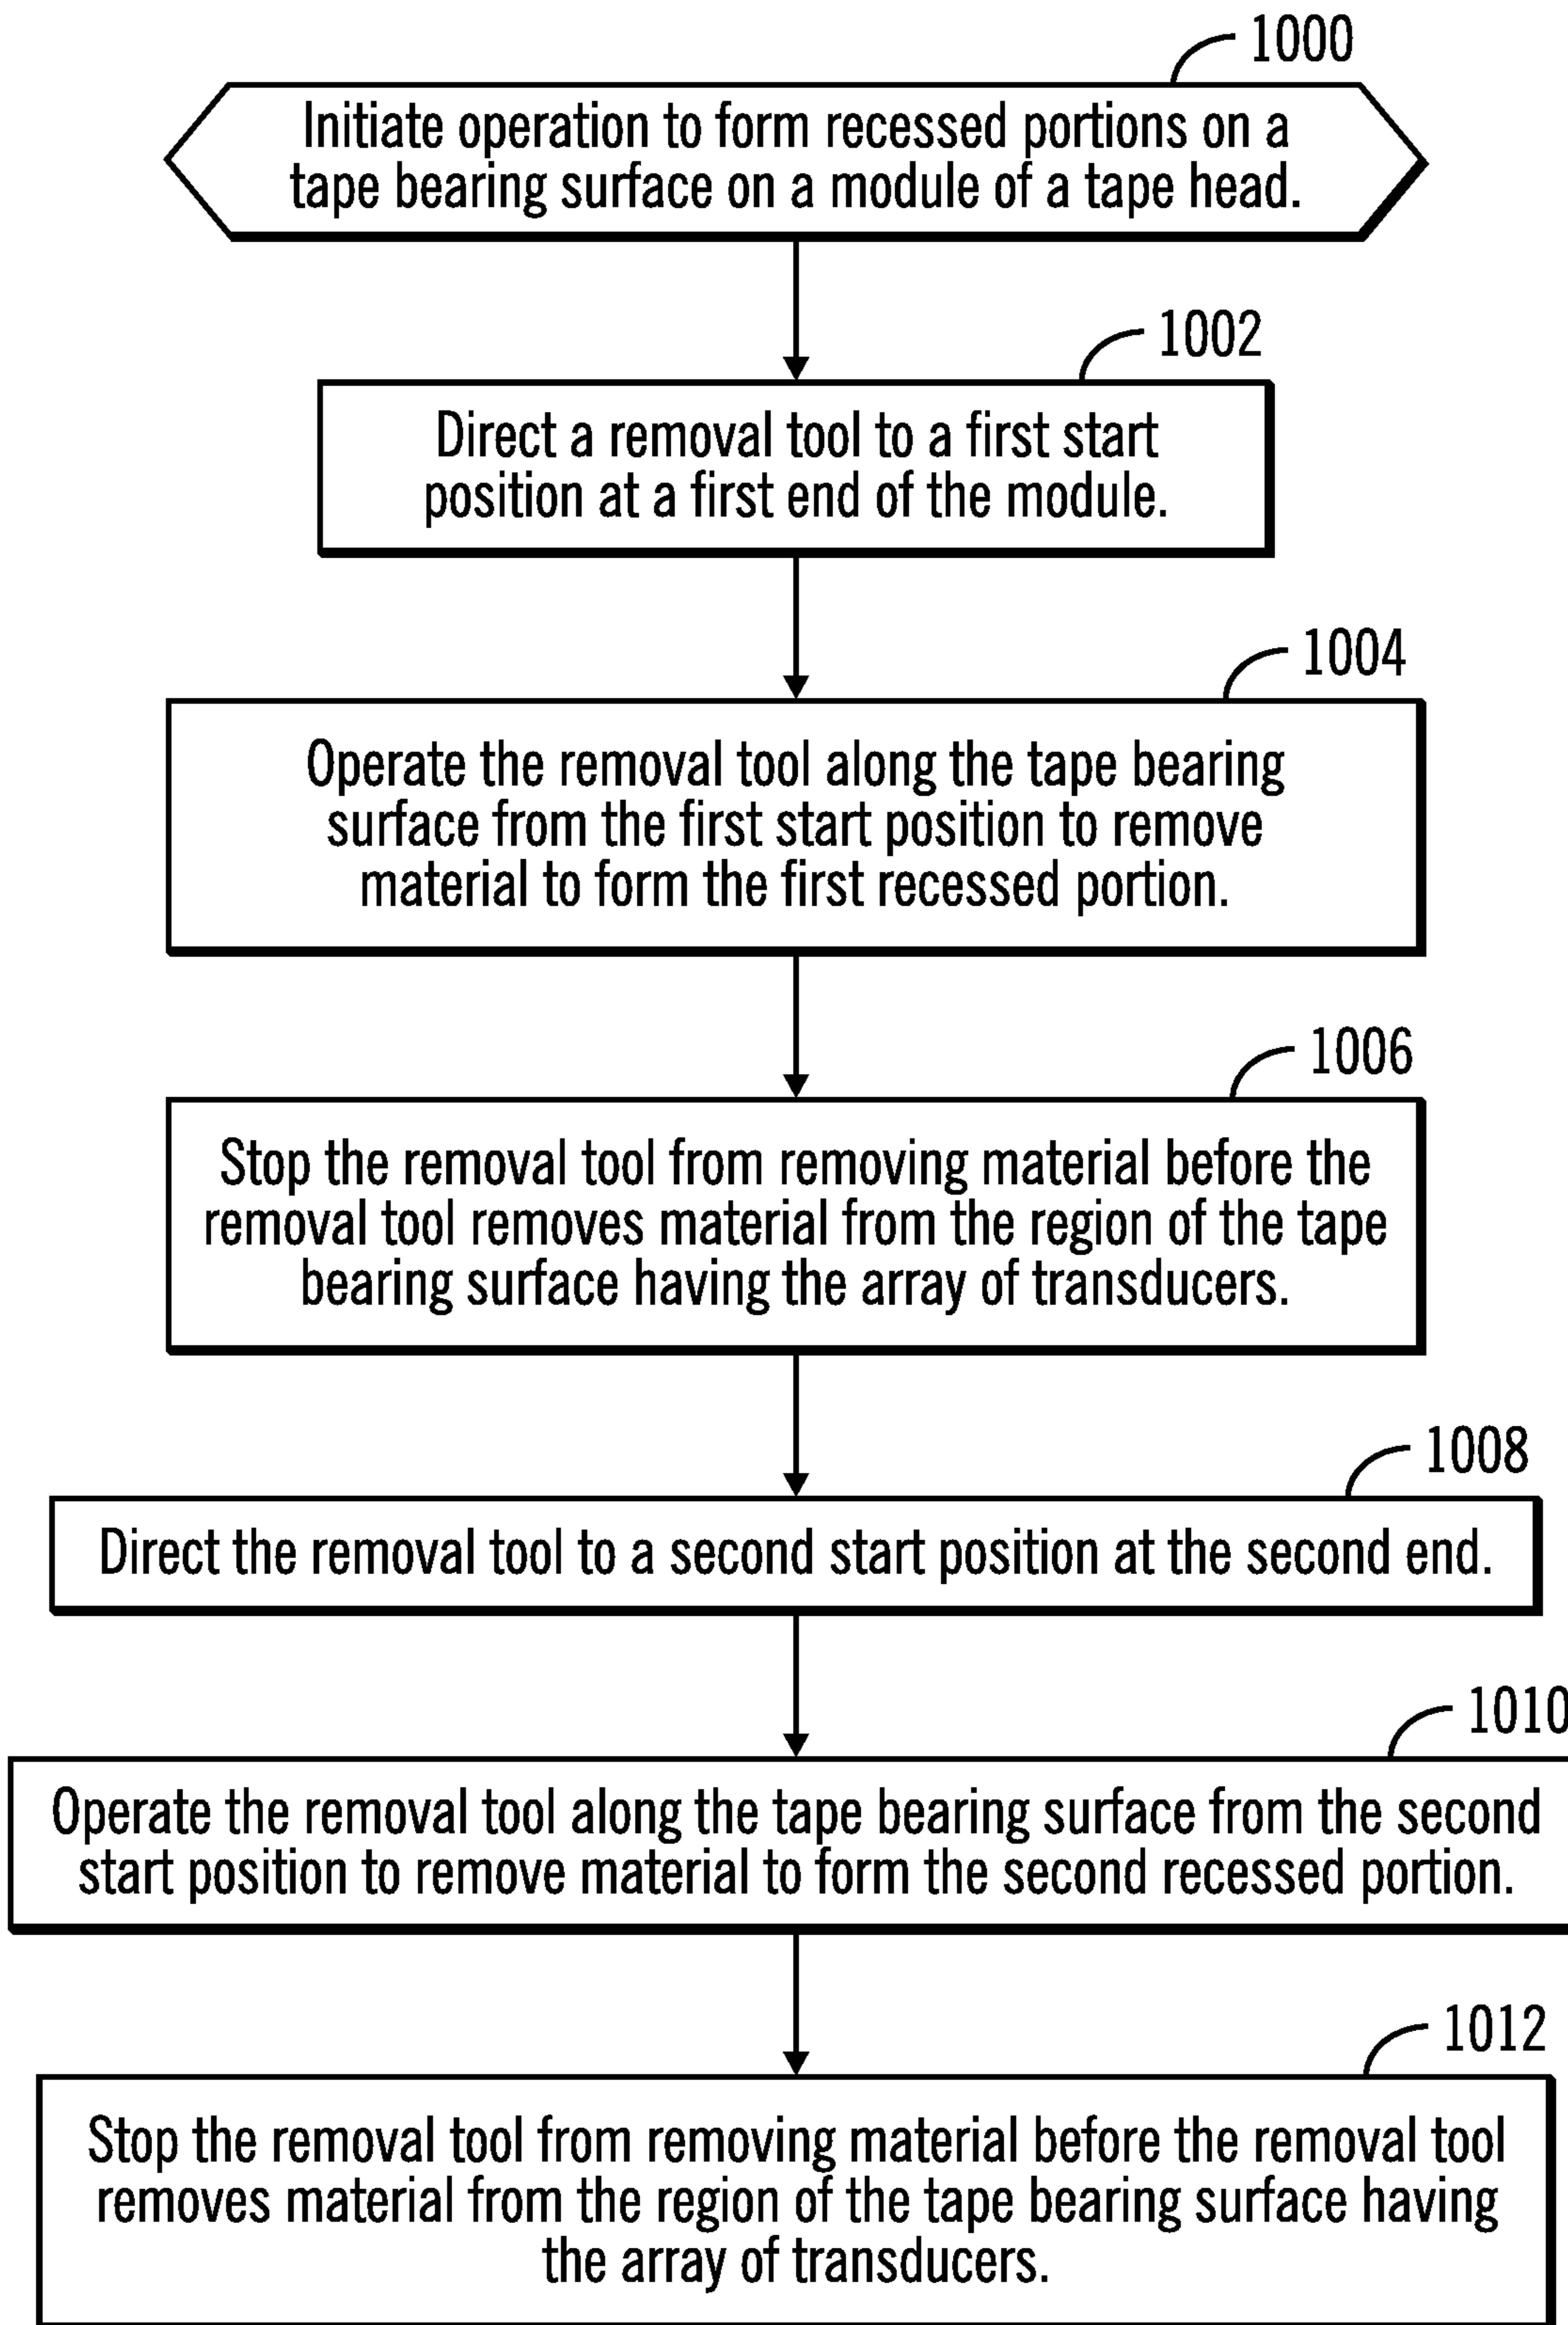 1000
Initiate operation to form recessed portions on a
tape bearing surface on a module of a tape head.
1002
Direct a removal tool to a first start
position at a first end of the module.
1004
Operate the removal tool along the tape bearing
surface from the first start position to remove
material to form the first recessed portion.
1006
Stop the removal tool from removing material before the
removal tool removes material from the region of the tape
bearing surface having the array of transducers.
1008
Direct the removal tool to a second start position at the second end.
1010
Operate the removal tool along the tape bearing surface from the second
start position to remove material to form the second recessed portion.
1012
Stop the removal tool from removing material before the removal tool
removes material from the region of the tape bearing surface having
the array of transducers.